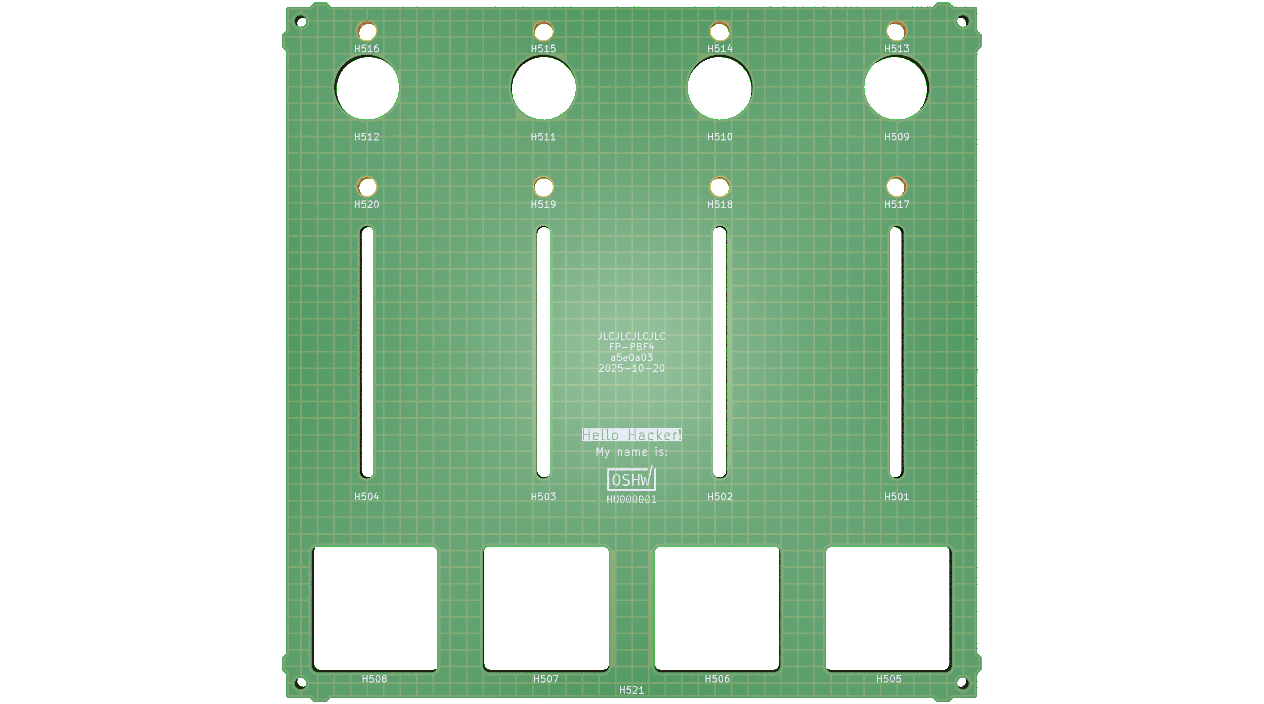 H516 H515 H514 H513
H512 H511 H510 H509
H520 H519 H518 H517
JLCJLCJLCJLC
FP-PBF4
a5e0a03
2025-10-20
Hello Hacker!
My name is:
OSHW
HU000001
H504 H503 H502 H501
H508 H507 H506 H505
H521